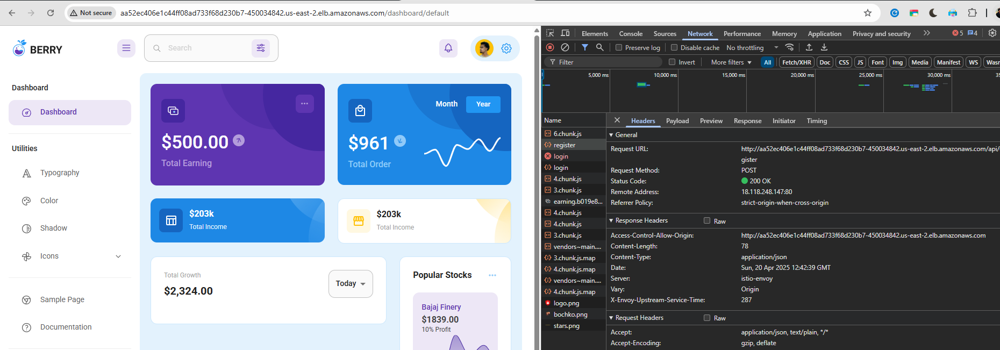 Not secure
aa52ec406e1c44ff08ad733f68d230b7-450034842.us-east-2.elb.amazonaws.com/dashboard/default
BERRY
Search
Dashboard
Dashboard
Utilities
Typography
Color
Shadow
Icons
Sample Page
Documentation
$500.00
Total Earning
Month
Year
$961
Total Order
$203k
Total Income
$203k
Total Income
Total Growth
$2,324.00
Today
Popular Stocks
Bajaj Finery
$1839.00
10% Profit
Elements Console Sources Network Performance Memory Application Privacy and security 5 4
Preserve log Disable cache No throttling
Filter Invert More filters All Fetch/XHR Doc CSS JS Font Img Media Manifest WS Wasm
5,000 ms 10,000 ms 15,000 ms 20,000 ms 25,000 ms 30,000 ms 35
Name
6.chunk.js
register
login
login
4.chunk.js
3.chunk.js
earning.b019e8...
4.chunk.js
4.chunk.js
3.chunk.js
vendors~main....
3.chunk.js.map
4.chunk.js.map
vendors~main....
4.chunk.js.map
logo.png
bochko.png
stars.png
Headers Payload Preview Response Initiator Timing
General
Request URL: http://aa52ec406e1c44ff08ad733f68d230b7-450034842.us-east-2.elb.amazonaws.com/api/
gister
Request Method: POST
Status Code: 200 OK
Remote Address: 18.118.248.147:80
Referrer Policy: strict-origin-when-cross-origin
Response Headers Raw
Access-Control-Allow-Origin: http://aa52ec406e1c44ff08ad733f68d230b7-450034842.us-east-2.elb.amazonaws.com
Content-Length: 78
Content-Type: application/json
Date: Sun, 20 Apr 2025 12:42:39 GMT
Server: istio-envoy
Vary: Origin
X-Envoy-Upstream-Service-Time: 287
Request Headers Raw
Accept: application/json, text/plain, */*
Accept-Encoding: gzip, deflate